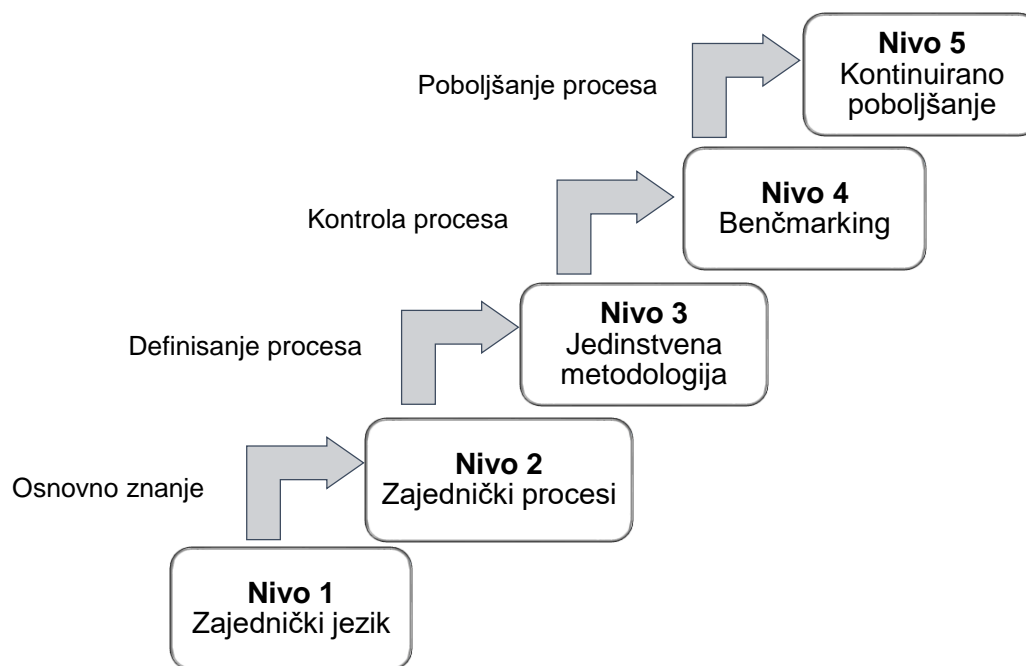 Nivo 5
Kontinuirano
poboljšanje
Poboljšanje procesa
Nivo 4
Benčmarking
Kontrola procesa
Nivo 3
Jedinstvena
metodologija
Definisanje procesa
Nivo 2
Zajednički procesi
Osnovno znanje
Nivo 1
Zajednički jezik